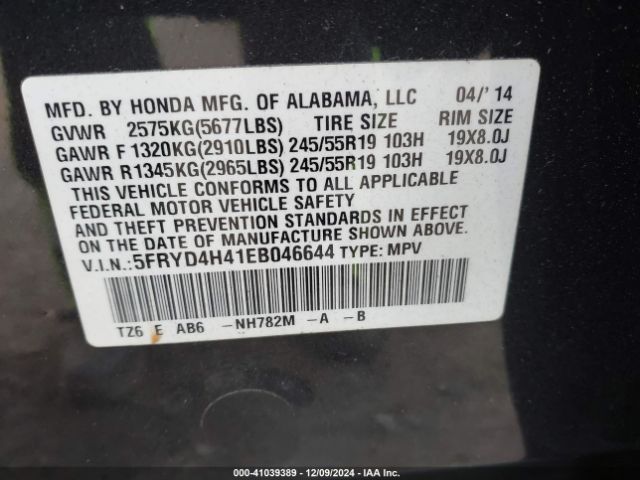 MFD. BY HONDA MFG. OF ALABAMA, LLC 04/'14
GVWR 2575KG(5677LBS) TIRE SIZE RIM SIZE
GAWR F 1320KG(2910LBS) 245/55R19 103H 19X8.0J
GAWR R1345KG(2965LBS) 245/55R19 103H 19X8.0J
THIS VEHICLE CONFORMS TO ALL APPLICABLE
FEDERAL MOTOR VEHICLE SAFETY
AND THEFT PREVENTION STANDARDS IN EFFECT
ON THE DATE OF MANUFACTURE SHOWN ABOVE.
V.I.N.:5FRYD4H41EB046644 TYPE: MPV
TZ6 E AB6 -NH782M -A -B
000-41039389 - 12/09/2024 - IAA Inc.